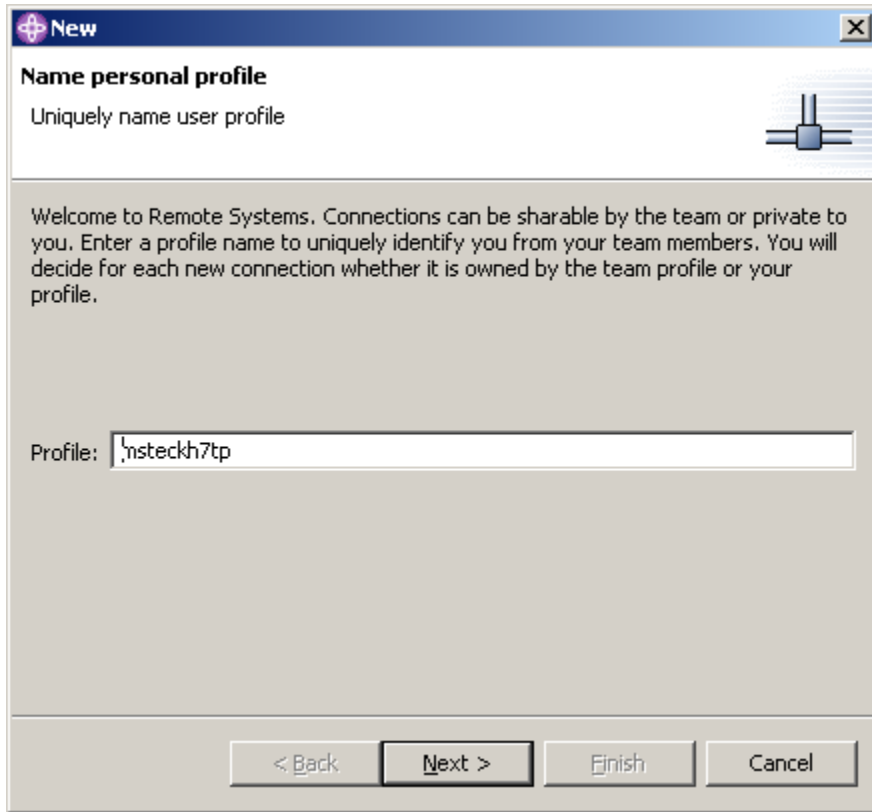 New
Name personal profile
Uniquely name user profile
Welcome to Remote Systems. Connections can be sharable by the team or private to
you. Enter a profile name to uniquely identify you from your team members. You will
decide for each new connection whether it is owned by the team profile or your
profile.
Profile:
< Back
Next >
Finish
Cancel